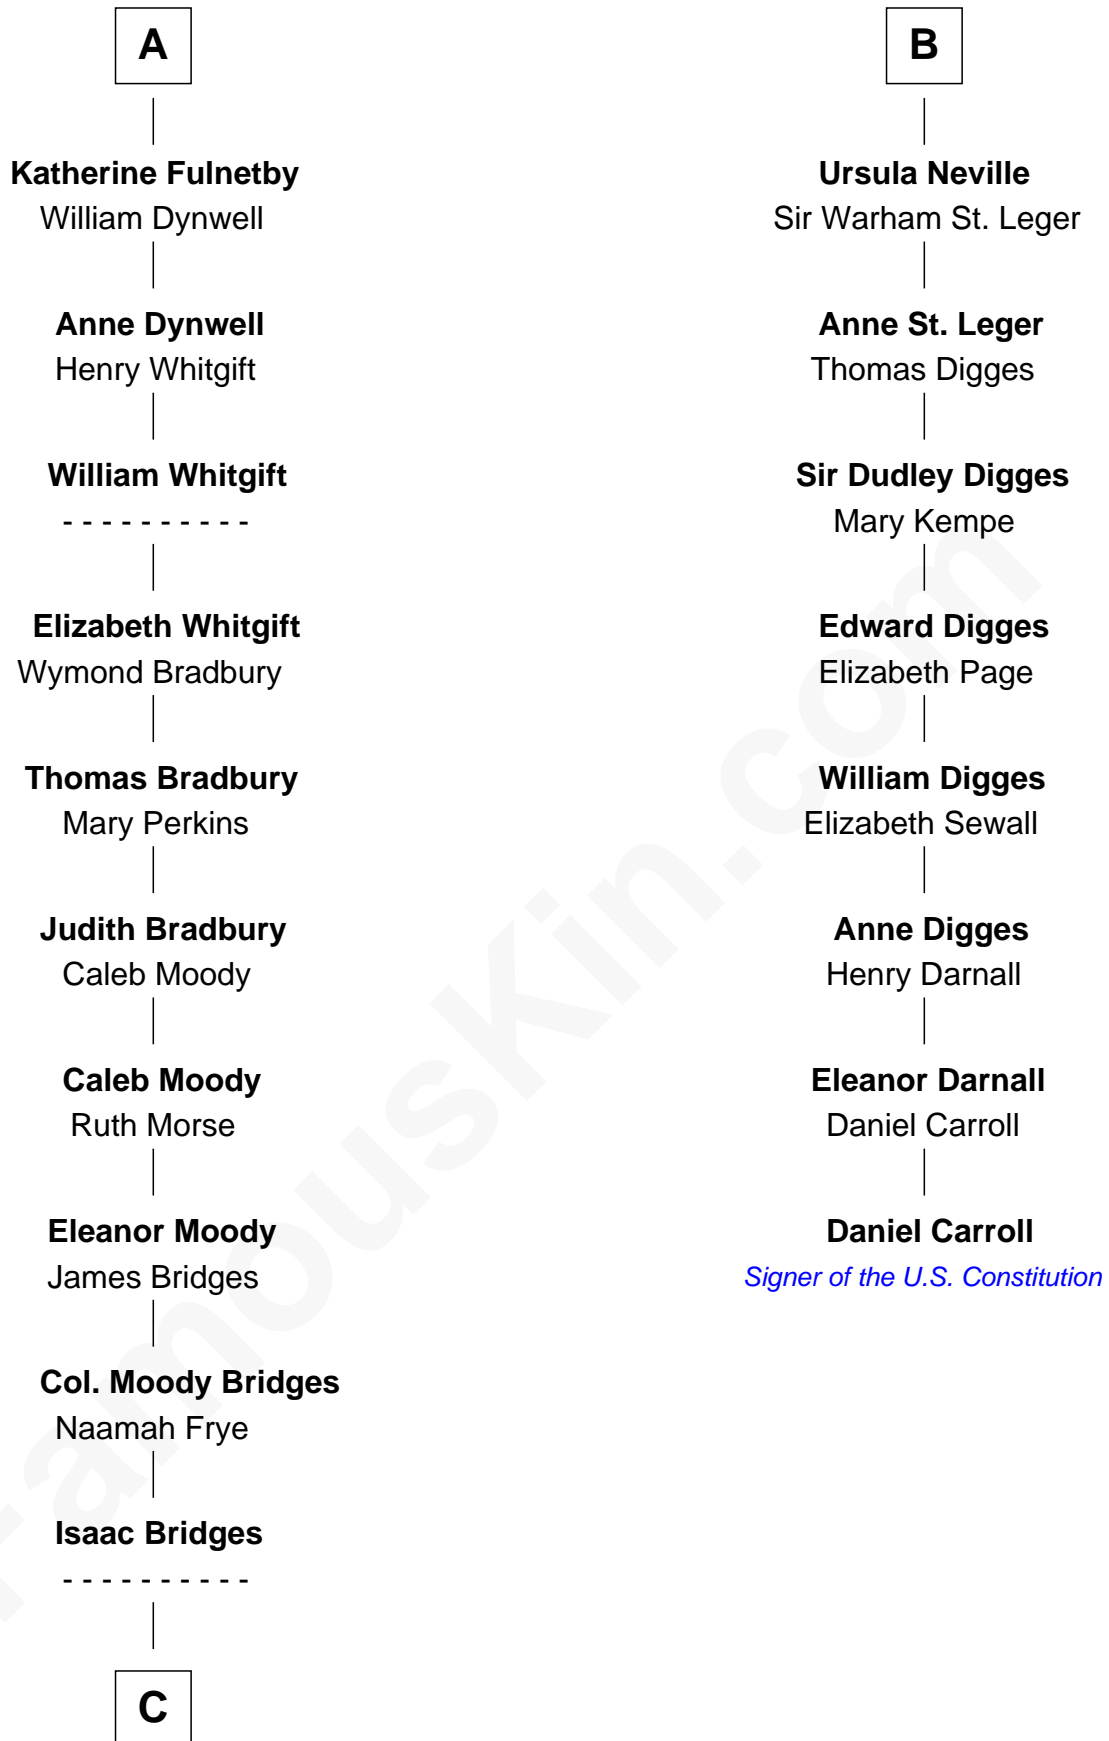 A
Katherine Fulnetby
William Dynwell
Anne Dynwell
Henry Whitgift
William Whitgift
- - - - - - - - - -
Elizabeth Whitgift
Wymond Bradbury
Thomas Bradbury
Mary Perkins
Judith Bradbury
Caleb Moody
Caleb Moody
Ruth Morse
Eleanor Moody
James Bridges
Col. Moody Bridges
Naamah Frye
Isaac Bridges
- - - - - - - - - -
C
B
Ursula Neville
Sir Warham St. Leger
Anne St. Leger
Thomas Digges
Sir Dudley Digges
Mary Kempe
Edward Digges
Elizabeth Page
William Digges
Elizabeth Sewall
Anne Digges
Henry Darnall
Eleanor Darnall
Daniel Carroll
Daniel Carroll
Signer of the U.S. Constitution
FamousKin.com